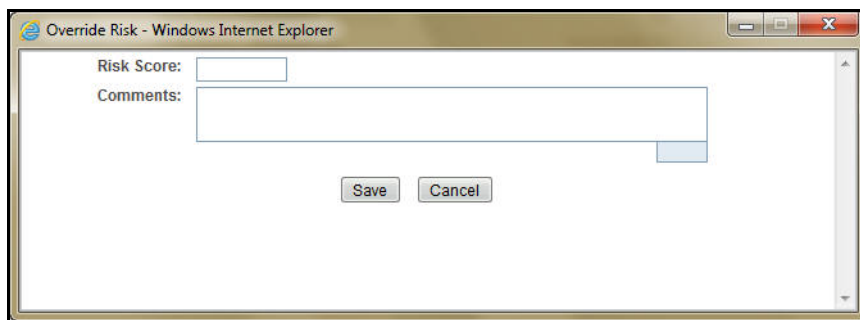 Override Risk - Windows Internet Explorer
Risk Score:
Comments:
Save Cancel